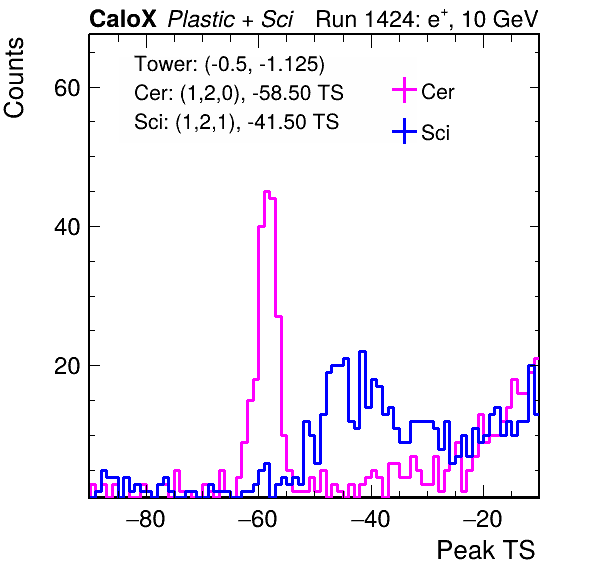 CaloX Plastic + Sci Run 1424: e⁺, 10 GeV
Counts
Tower: (-0.5, -1.125)
Cer: (1,2,0), -58.50 TS
Sci: (1,2,1), -41.50 TS
Cer
Sci
60
40
20
−80 −60 −40 −20
Peak TS